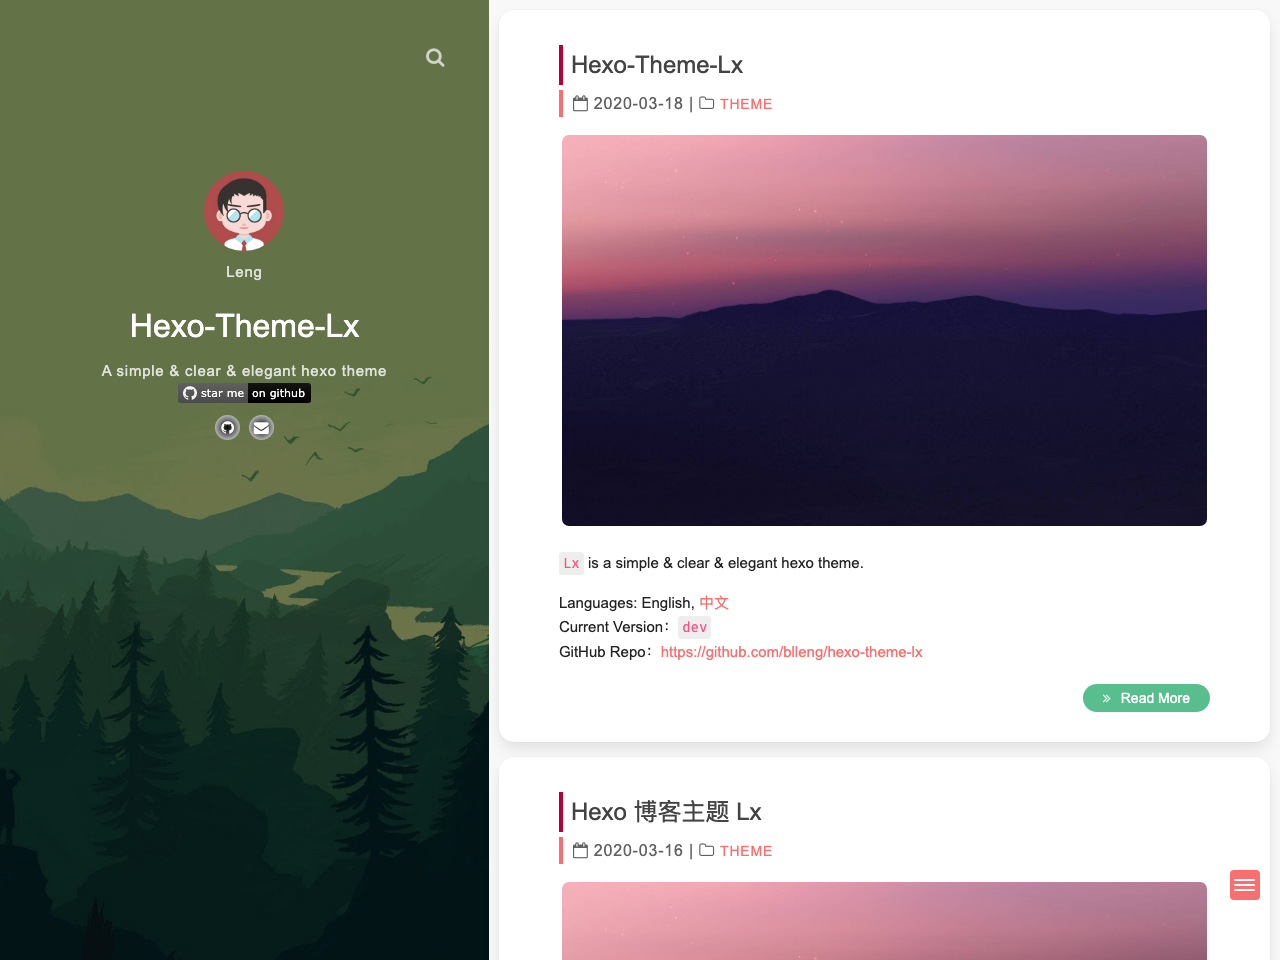 Leng
Hexo-Theme-Lx
A simple & clear & elegant hexo theme
star me on github
Hexo-Theme-Lx
2020-03-18 | THEME
Lx is a simple & clear & elegant hexo theme.
Languages: English, 中文
Current Version：dev
GitHub Repo：https://github.com/blleng/hexo-theme-lx
Read More
Hexo 博客主题 Lx
2020-03-16 | THEME